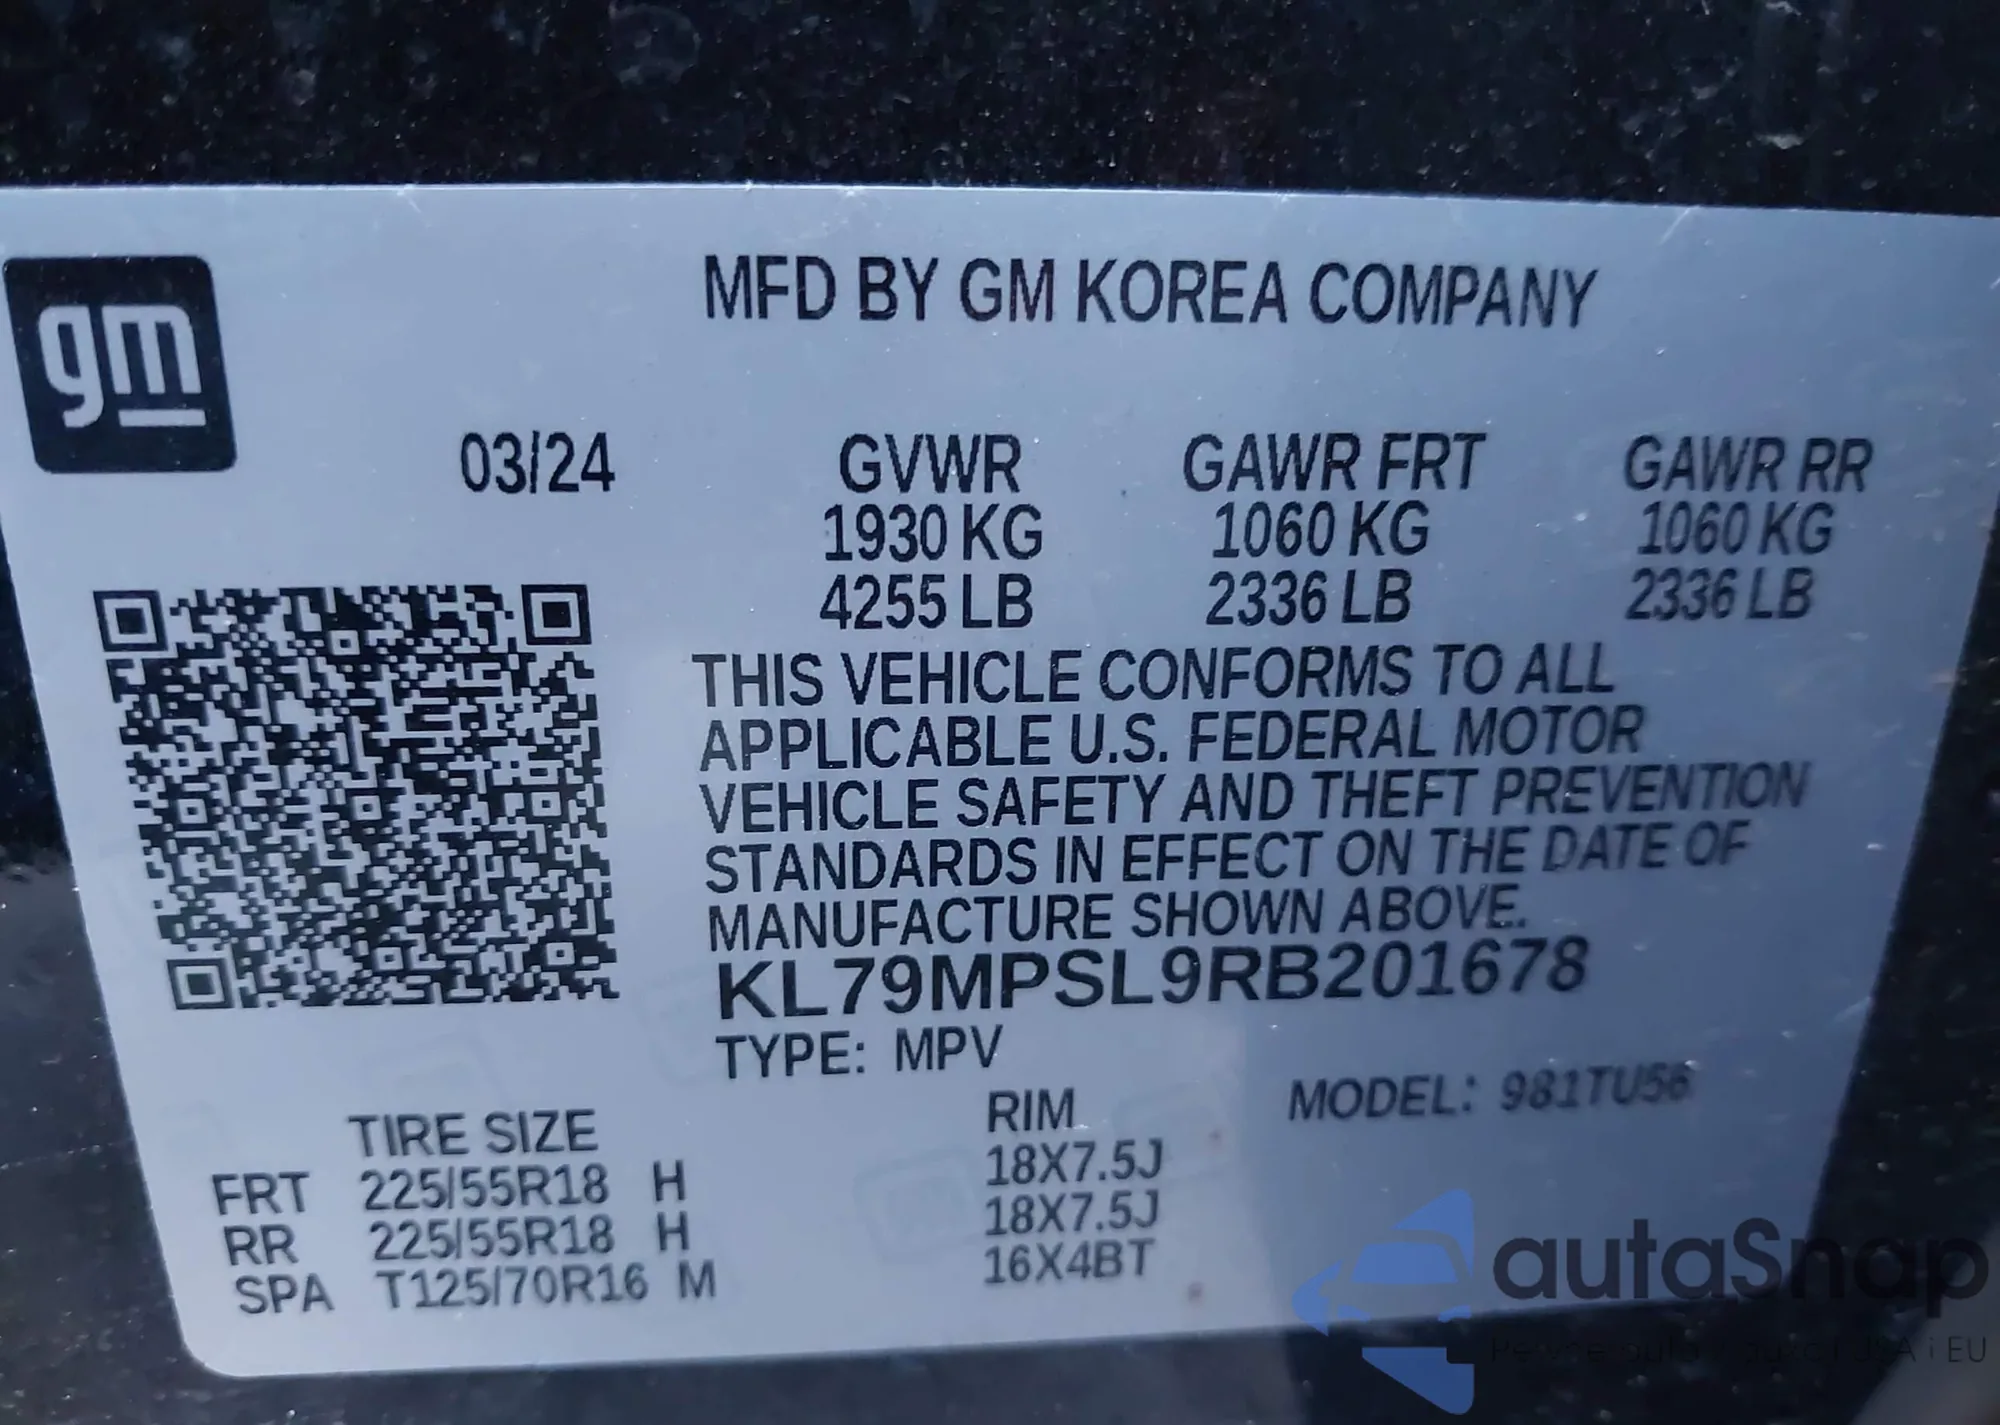 gm
MFD BY GM KOREA COMPANY
03/24 GVWR GAWR FRT GAWR RR
1930 KG 1060 KG 1060 KG
4255 LB 2336 LB 2336 LB
THIS VEHICLE CONFORMS TO ALL
APPLICABLE U.S. FEDERAL MOTOR
VEHICLE SAFETY AND THEFT PREVENTION
STANDARDS IN EFFECT ON THE DATE OF
MANUFACTURE SHOWN ABOVE.
KL79MPSL9RB201678
TYPE: MPV
MODEL: 981TU56
TIRE SIZE RIM
FRT 225/55R18 H 18X7.5J
RR 225/55R18 H 18X7.5J
SPA T125/70R16 M 16X4BT
autaSnap
i EU